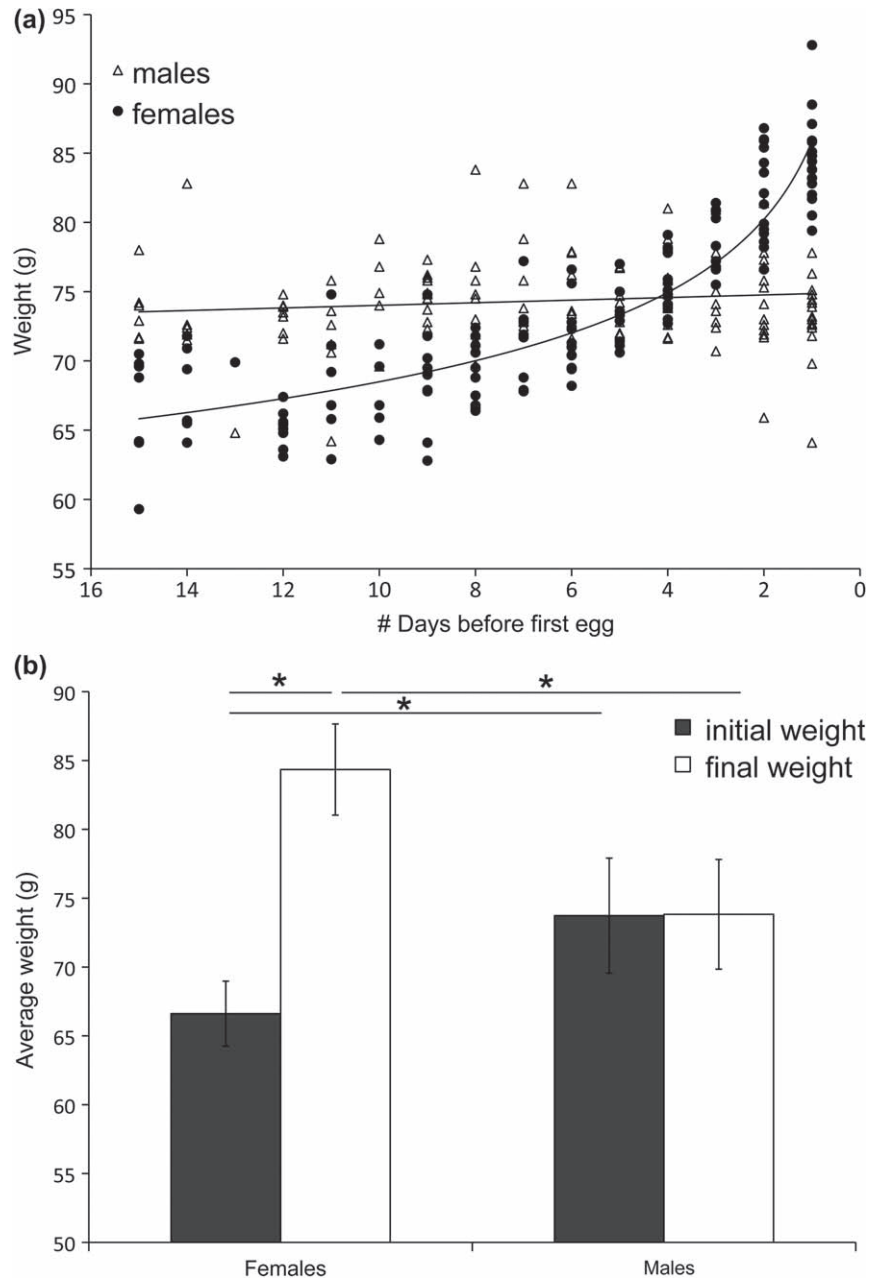 (a)
95
90
85
80
75
70
65
60
55
Weight (g)
males
females
16 14 12 10 8 6 4 2 0
# Days before first egg
(b)
90
85
80
75
70
65
60
55
50
Average weight (g)
* * *
initial weight
final weight
Females Males